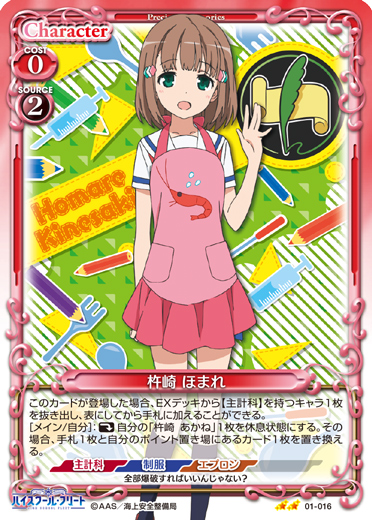 Precious Memories
Character
COST
0
SOURCE
2
Homare
Kinesaki
杵﨑 ほまれ
このカードが登場した場合、EXデッキから【主計科】を持つキャラ1枚
を抜き出し、表にしてから手札に加えることができる。
[メイン/自分]:自分の「杵﨑 あかね」1枚を休息状態にする。その
場合、手札1枚と自分のポイント置き場にあるカード1枚を置き換え
る。
主計科 制服 エプロン
全部爆破すればいいんじゃない?
ハイスクール・フリート
©AAS/海上安全整備局
01-016